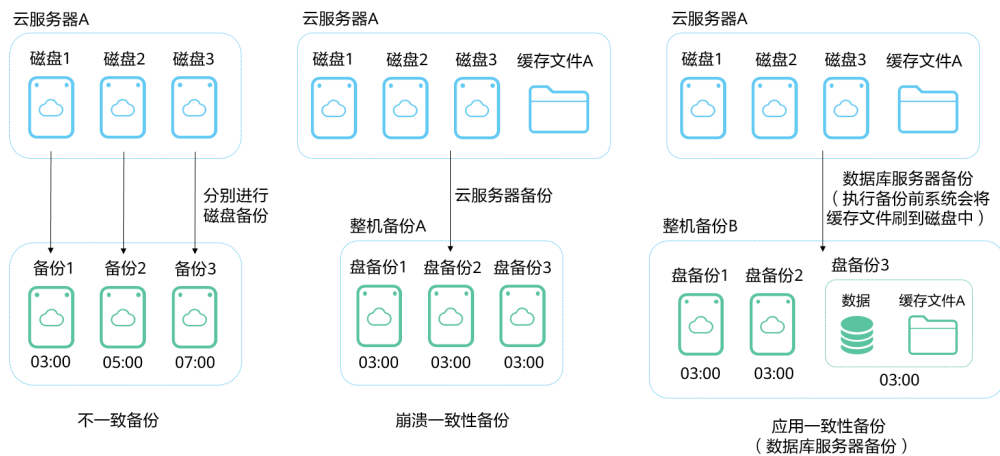 云服务器A
磁盘1
磁盘2
磁盘3
分别进行
磁盘备份
备份1
备份2
备份3
03:00
05:00
07:00
不一致备份
云服务器A
磁盘1
磁盘2
磁盘3
缓存文件A
云服务器备份
整机备份A
盘备份1
盘备份2
盘备份3
03:00
03:00
03:00
崩溃一致性备份
云服务器A
磁盘1
磁盘2
磁盘3
缓存文件A
数据库服务器备份
（执行备份前系统会将
缓存文件刷到磁盘中）
整机备份B
盘备份1
盘备份2
盘备份3
数据
缓存文件A
03:00
03:00
03:00
应用一致性备份
（数据库服务器备份）